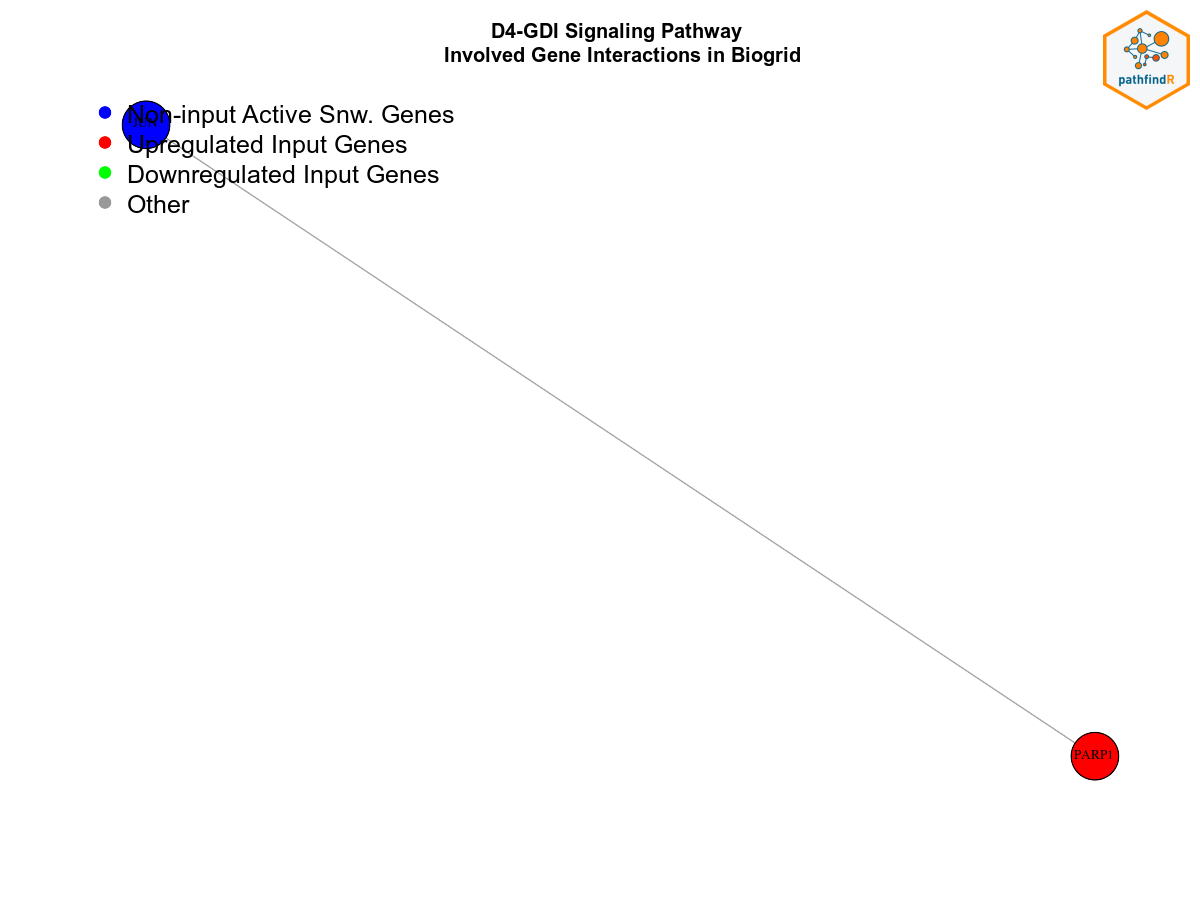 D4-GDI Signaling Pathway
Involved Gene Interactions in Biogrid
pathfindR
Non-input Active Snw. Genes
JUN
Upregulated Input Genes
Downregulated Input Genes
Other
PARP1